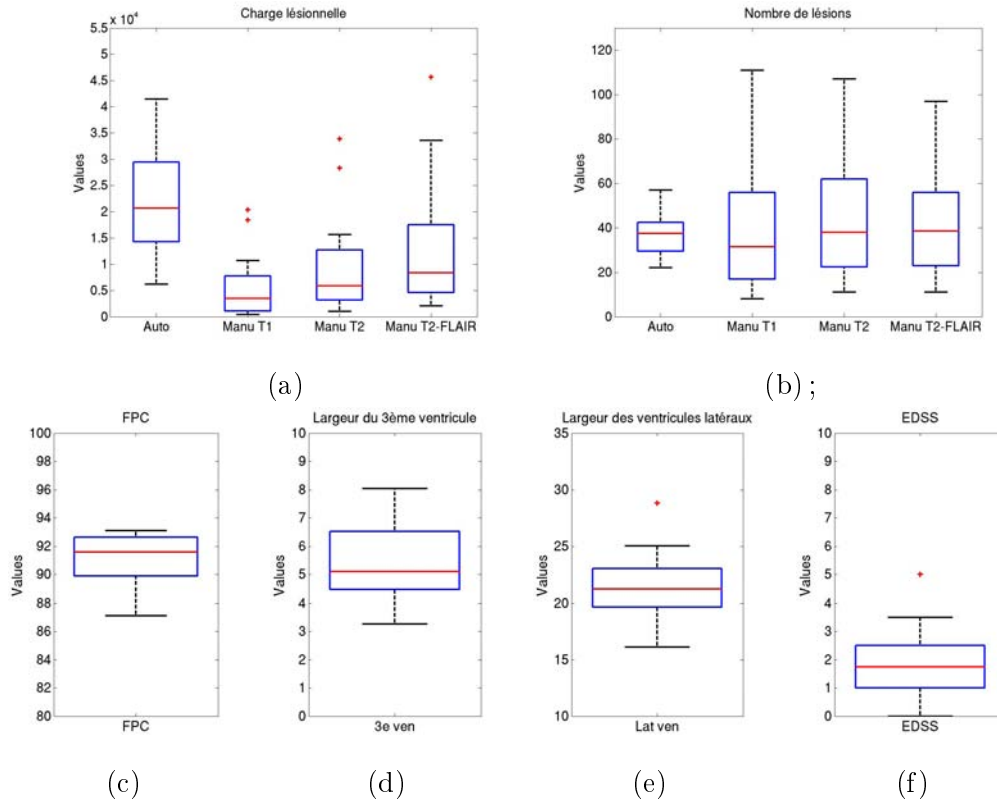 Charge lésionnelle
x 10^4
5.5
5
4.5
4
3.5
3
2.5
2
1.5
1
0.5
0
Values
Auto Manu T1 Manu T2 Manu T2-FLAIR
(a)
Nombre de lésions
120
100
80
60
40
20
0
Values
Auto Manu T1 Manu T2 Manu T2-FLAIR
(b) ;
FPC
100
98
96
94
92
90
88
86
84
82
80
Values
FPC
(c)
Largeur du 3ème ventricule
10
9
8
7
6
5
4
3
2
1
0
Values
3e ven
(d)
Largeur des ventricules latéraux
35
30
25
20
15
10
Values
Lat ven
(e)
EDSS
10
9
8
7
6
5
4
3
2
1
0
Values
EDSS
(f)